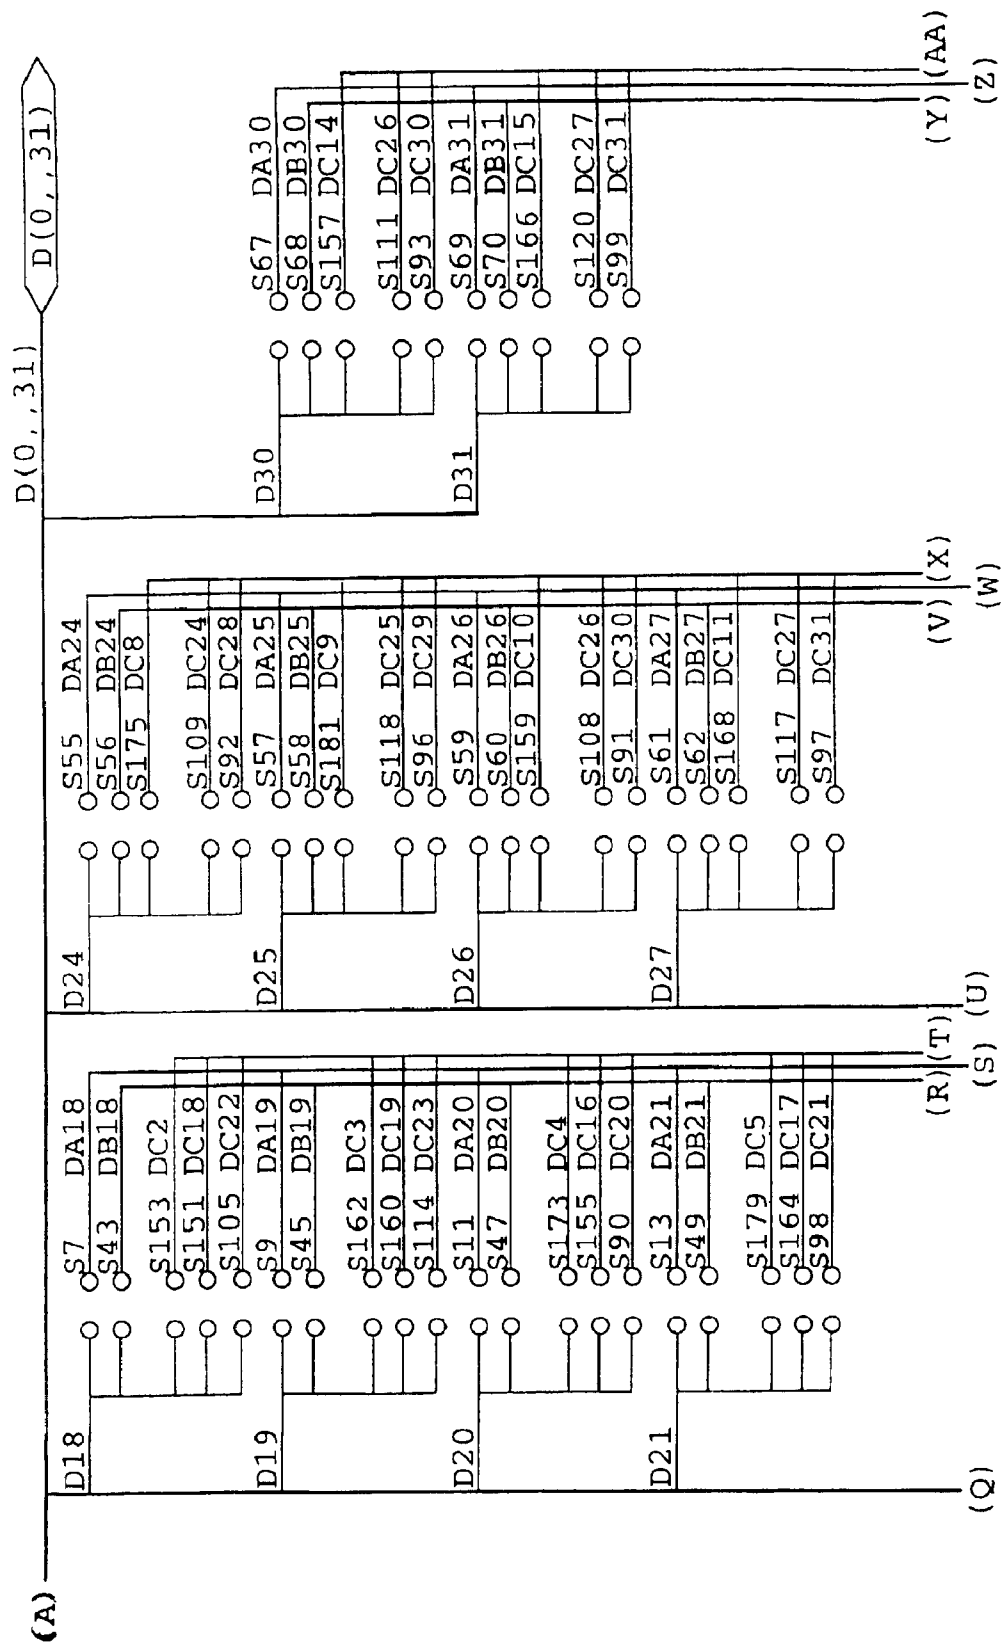 (A)
D(0,,31)
D(0,,31)
D18
S7 DA18
S43 DB18
S153 DC2
S151 DC18
S105 DC22
D19
S9 DA19
S45 DB19
S162 DC3
S160 DC19
S114 DC23
D20
S11 DA20
S47 DB20
S173 DC4
S155 DC16
S90 DC20
D21
S13 DA21
S49 DB21
S179 DC5
S164 DC17
S98 DC21
(Q)
(R)
(T)
(S)
D24
S55 DA24
S56 DB24
S175 DC8
S109 DC24
S92 DC28
D25
S57 DA25
S58 DB25
S181 DC9
S118 DC25
S96 DC29
D26
S59 DA26
S60 DB26
S159 DC10
S108 DC26
S91 DC30
D27
S61 DA27
S62 DB27
S168 DC11
S117 DC27
S97 DC31
(U)
(V)
(X)
(W)
D30
S67 DA30
S68 DB30
S157 DC14
S111 DC26
S93 DC30
D31
S69 DA31
S70 DB31
S166 DC15
S120 DC27
S99 DC31
(Y)
(AA)
(Z)